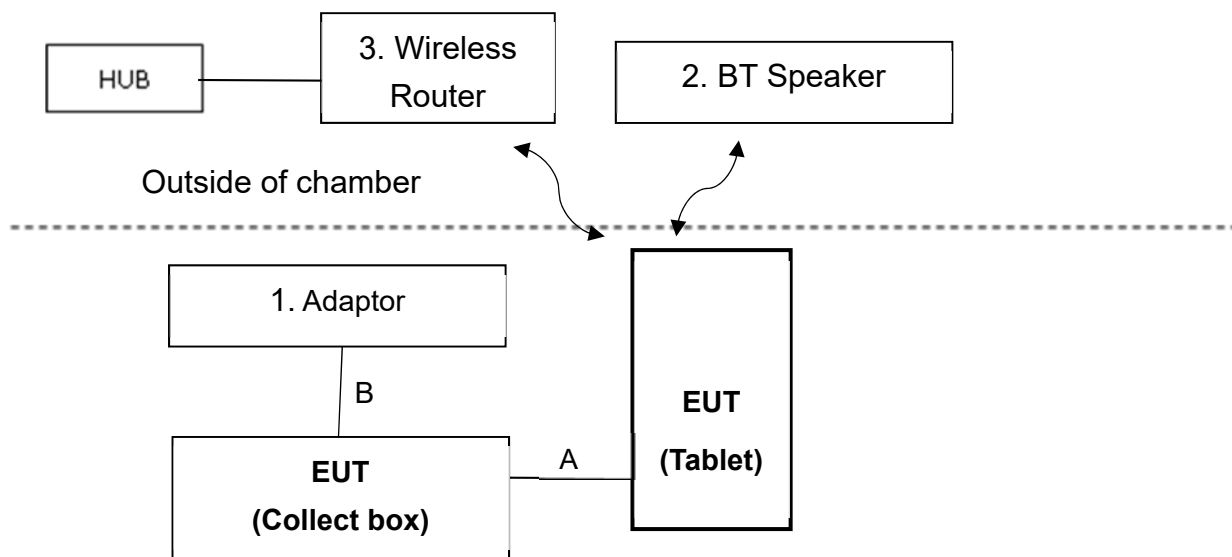 HUB
3. Wireless
Router
2. BT Speaker
Outside of chamber
1. Adaptor
B
EUT
(Collect box)
A
EUT
(Tablet)